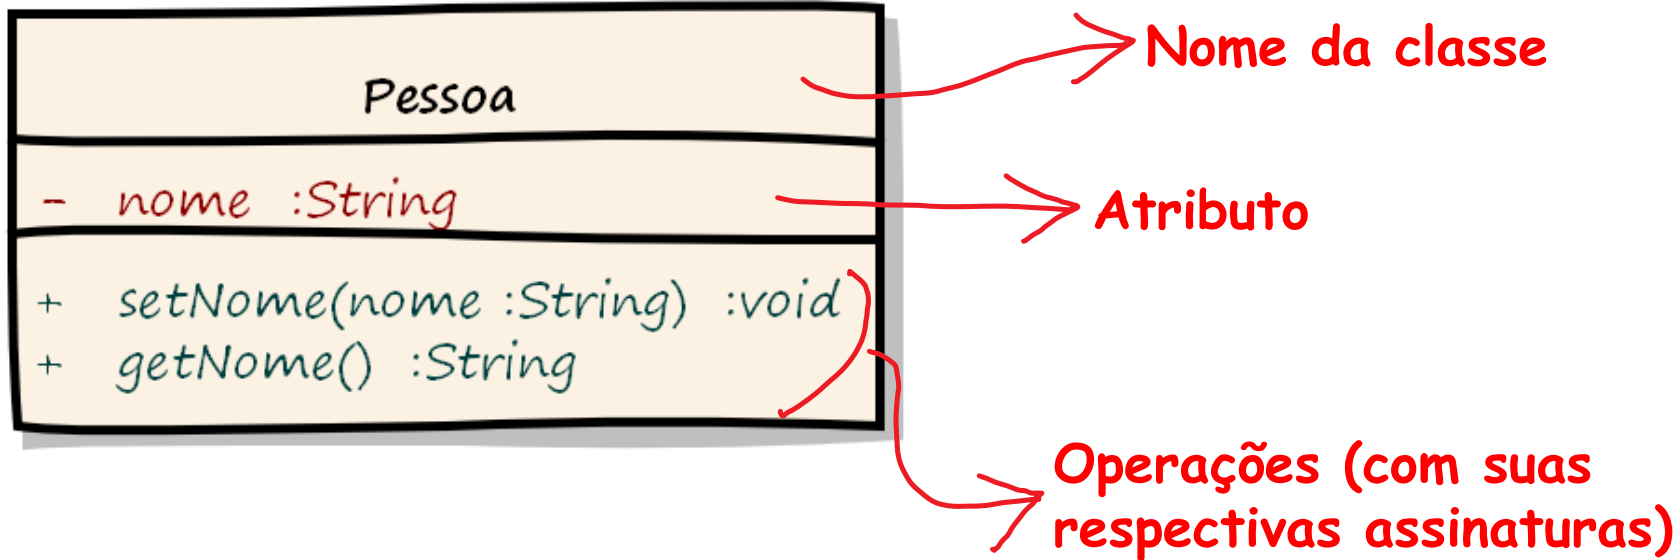 Pessoa
Nome da classe
- nome :String
Atributo
+ setNome(nome :String) :void
+ getNome() :String
Operações (com suas
respectivas assinaturas)